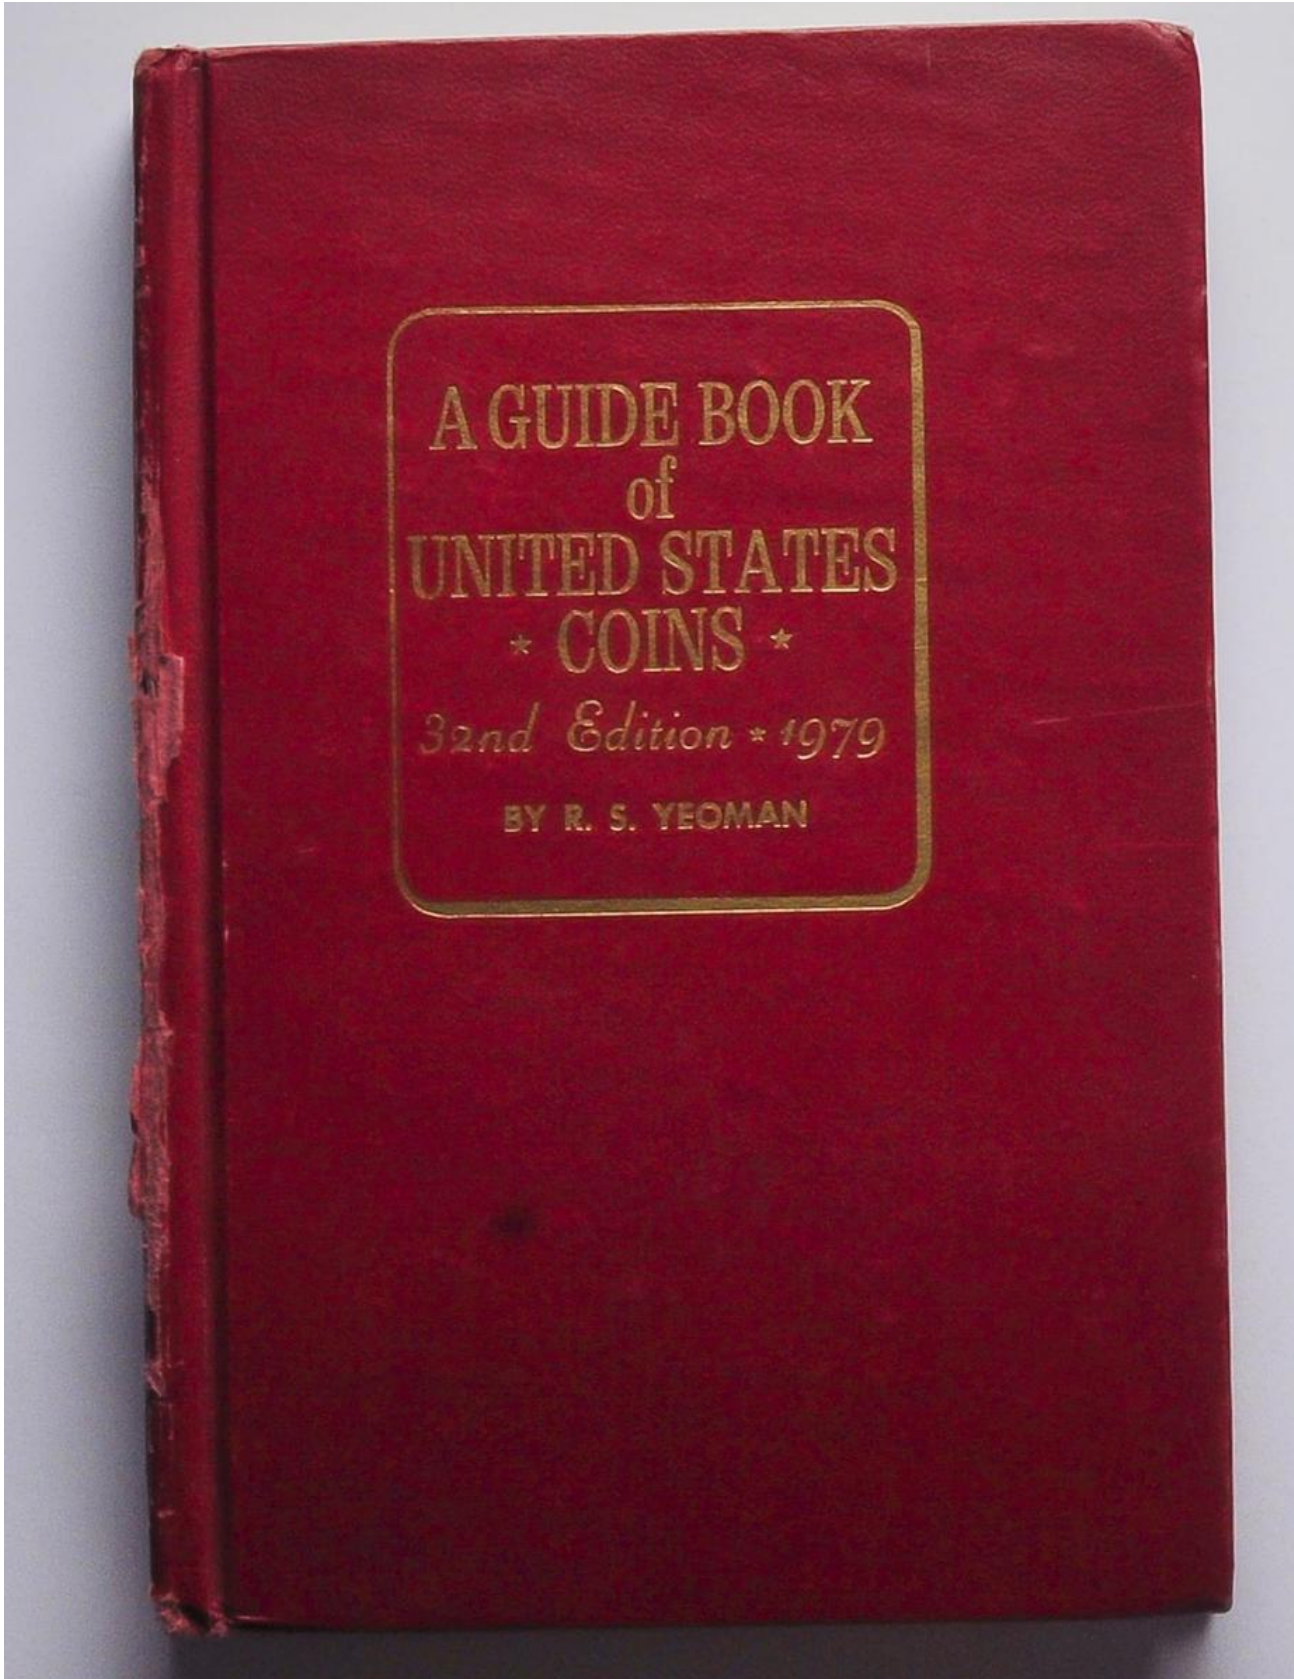 A GUIDE BOOK
of
UNITED STATES
★ COINS ★
32nd Edition ★ 1979
BY R. S. YEOMAN